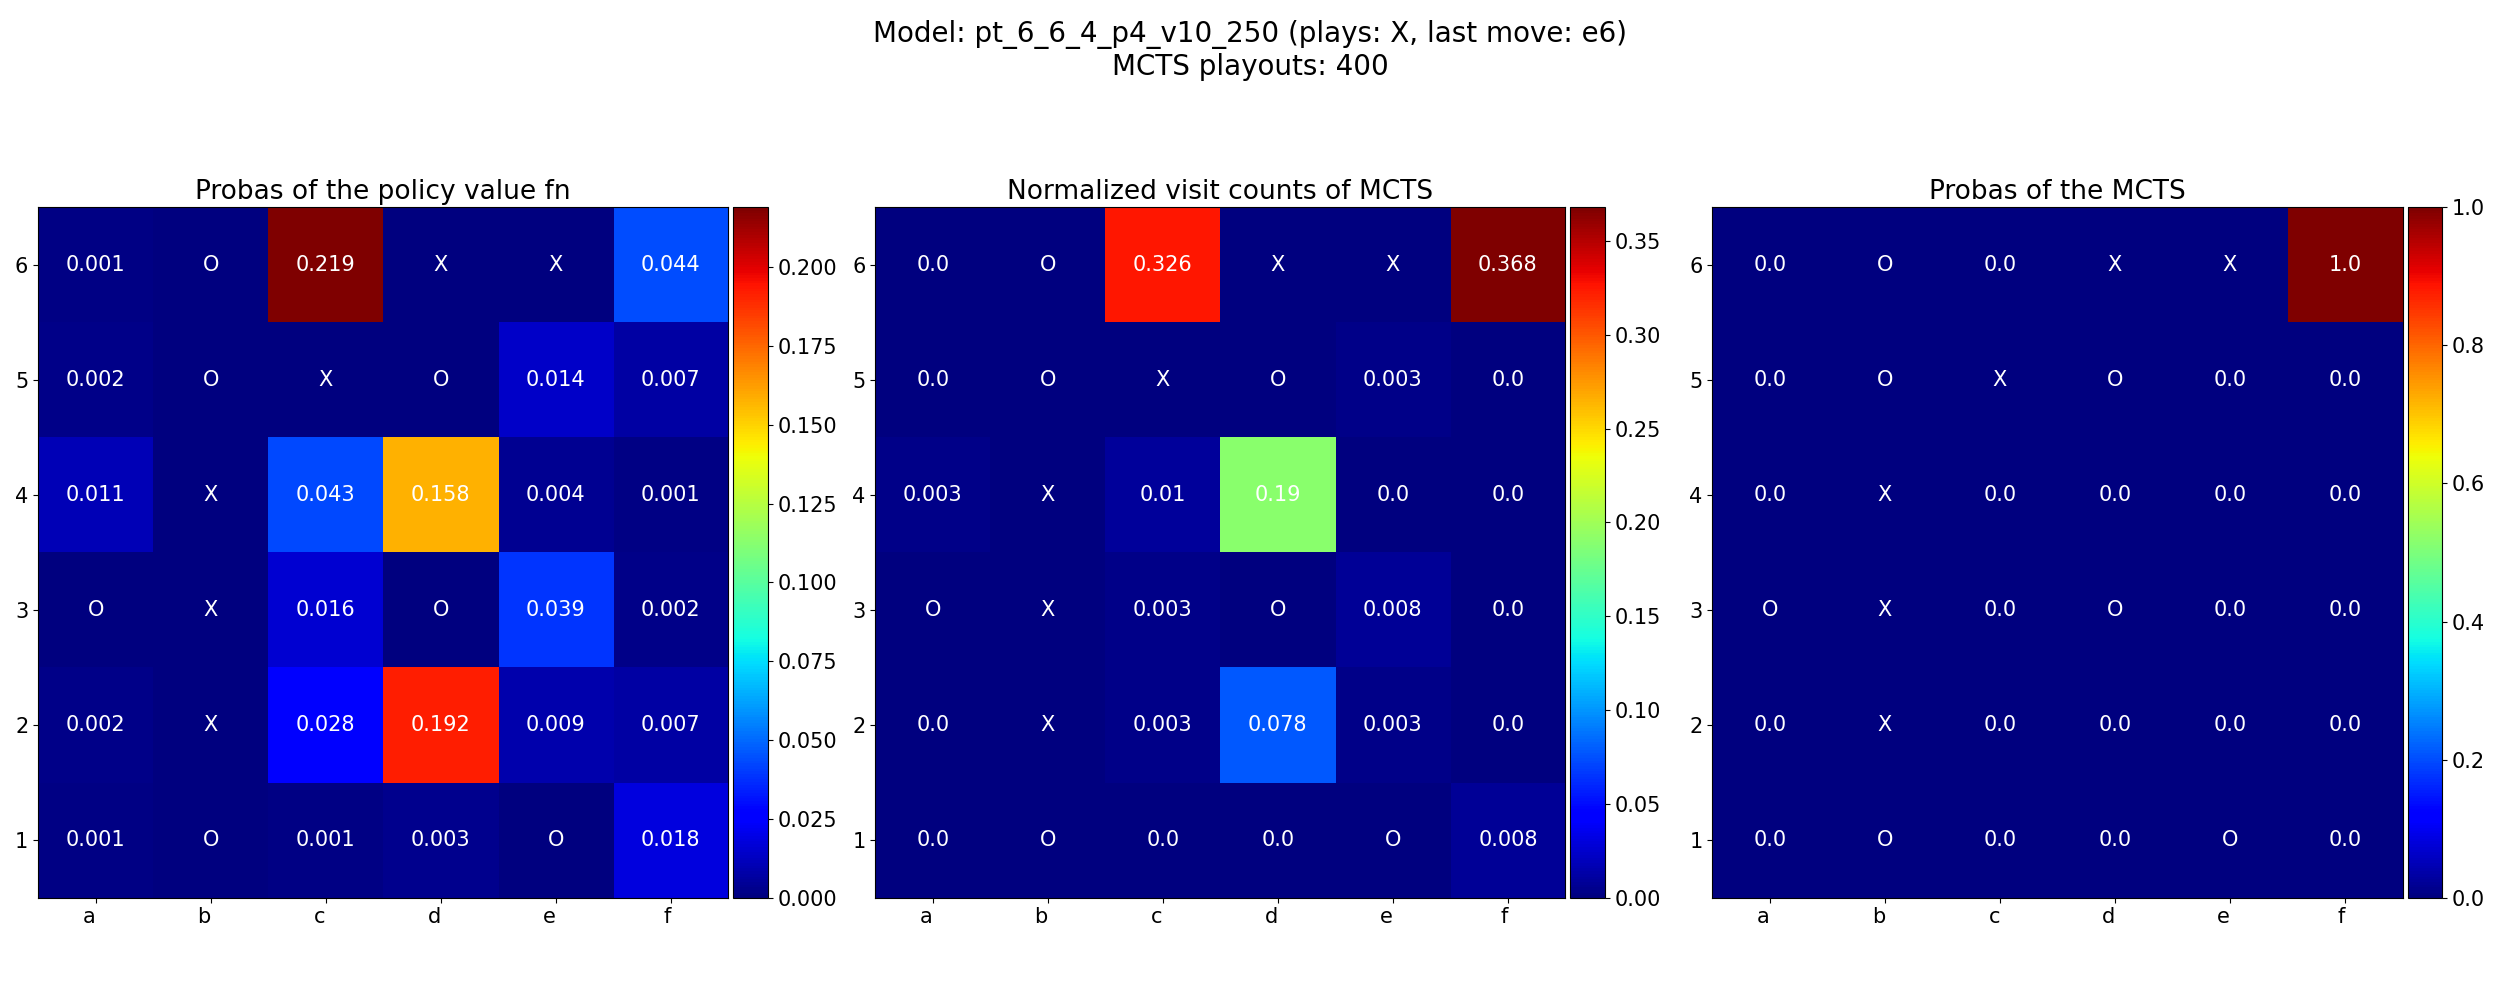 Model: pt_6_6_4_p4_v10_250 (plays: X, last move: e6)
MCTS playouts: 400
Probas of the policy value fn
6 0.001 O 0.219 X X 0.044
5 0.002 O X O 0.014 0.007
4 0.011 X 0.043 0.158 0.004 0.001
3 O X 0.016 O 0.039 0.002
2 0.002 X 0.028 0.192 0.009 0.007
1 0.001 O 0.001 0.003 O 0.018
a b c d e f
0.200
0.175
0.150
0.125
0.100
0.075
0.050
0.025
0.000
Normalized visit counts of MCTS
6 0.0 O 0.326 X X 0.368
5 0.0 O X O 0.003 0.0
4 0.003 X 0.01 0.19 0.0 0.0
3 O X 0.003 O 0.008 0.0
2 0.0 X 0.003 0.078 0.003 0.0
1 0.0 O 0.0 0.0 O 0.008
a b c d e f
0.35
0.30
0.25
0.20
0.15
0.10
0.05
0.00
Probas of the MCTS
6 0.0 O 0.0 X X 1.0
5 0.0 O X O 0.0 0.0
4 0.0 X 0.0 0.0 0.0 0.0
3 O X 0.0 O 0.0 0.0
2 0.0 X 0.0 0.0 0.0 0.0
1 0.0 O 0.0 0.0 O 0.0
a b c d e f
1.0
0.8
0.6
0.4
0.2
0.0